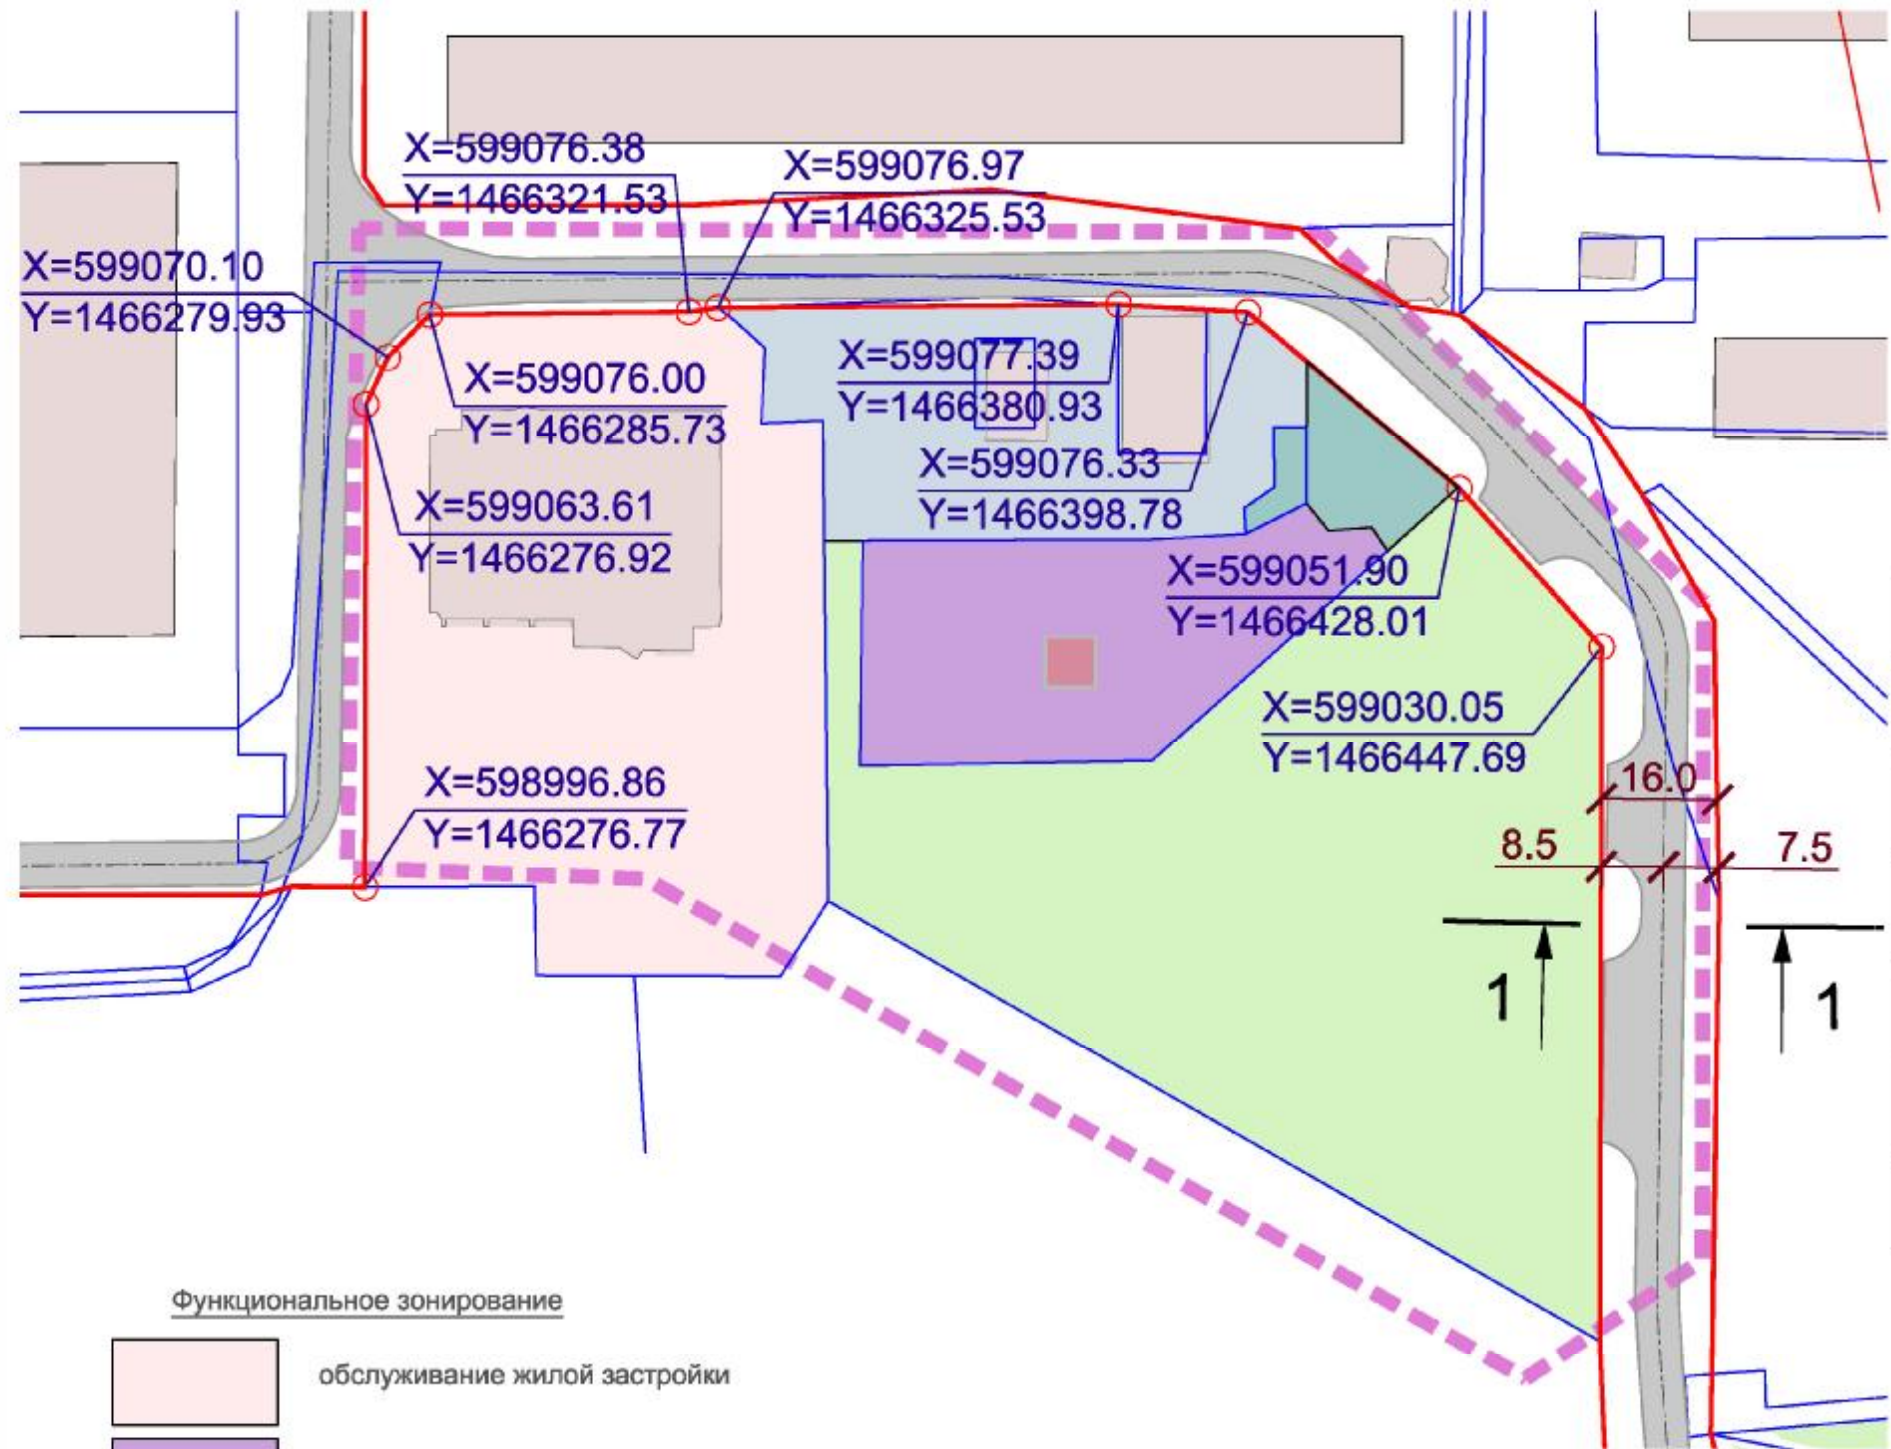 X=599076.38
Y=1466321.53
X=599076.97
Y=1466325.53
X=599070.10
Y=1466279.93
X=599076.00
Y=1466285.73
X=599077.39
Y=1466380.93
X=599076.33
Y=1466398.78
X=599063.61
Y=1466276.92
X=599051.90
Y=1466428.01
X=599030.05
Y=1466447.69
X=598996.86
Y=1466276.77
16.0
8.5
7.5
1
1
Функциональное зонирование
обслуживание жилой застройки